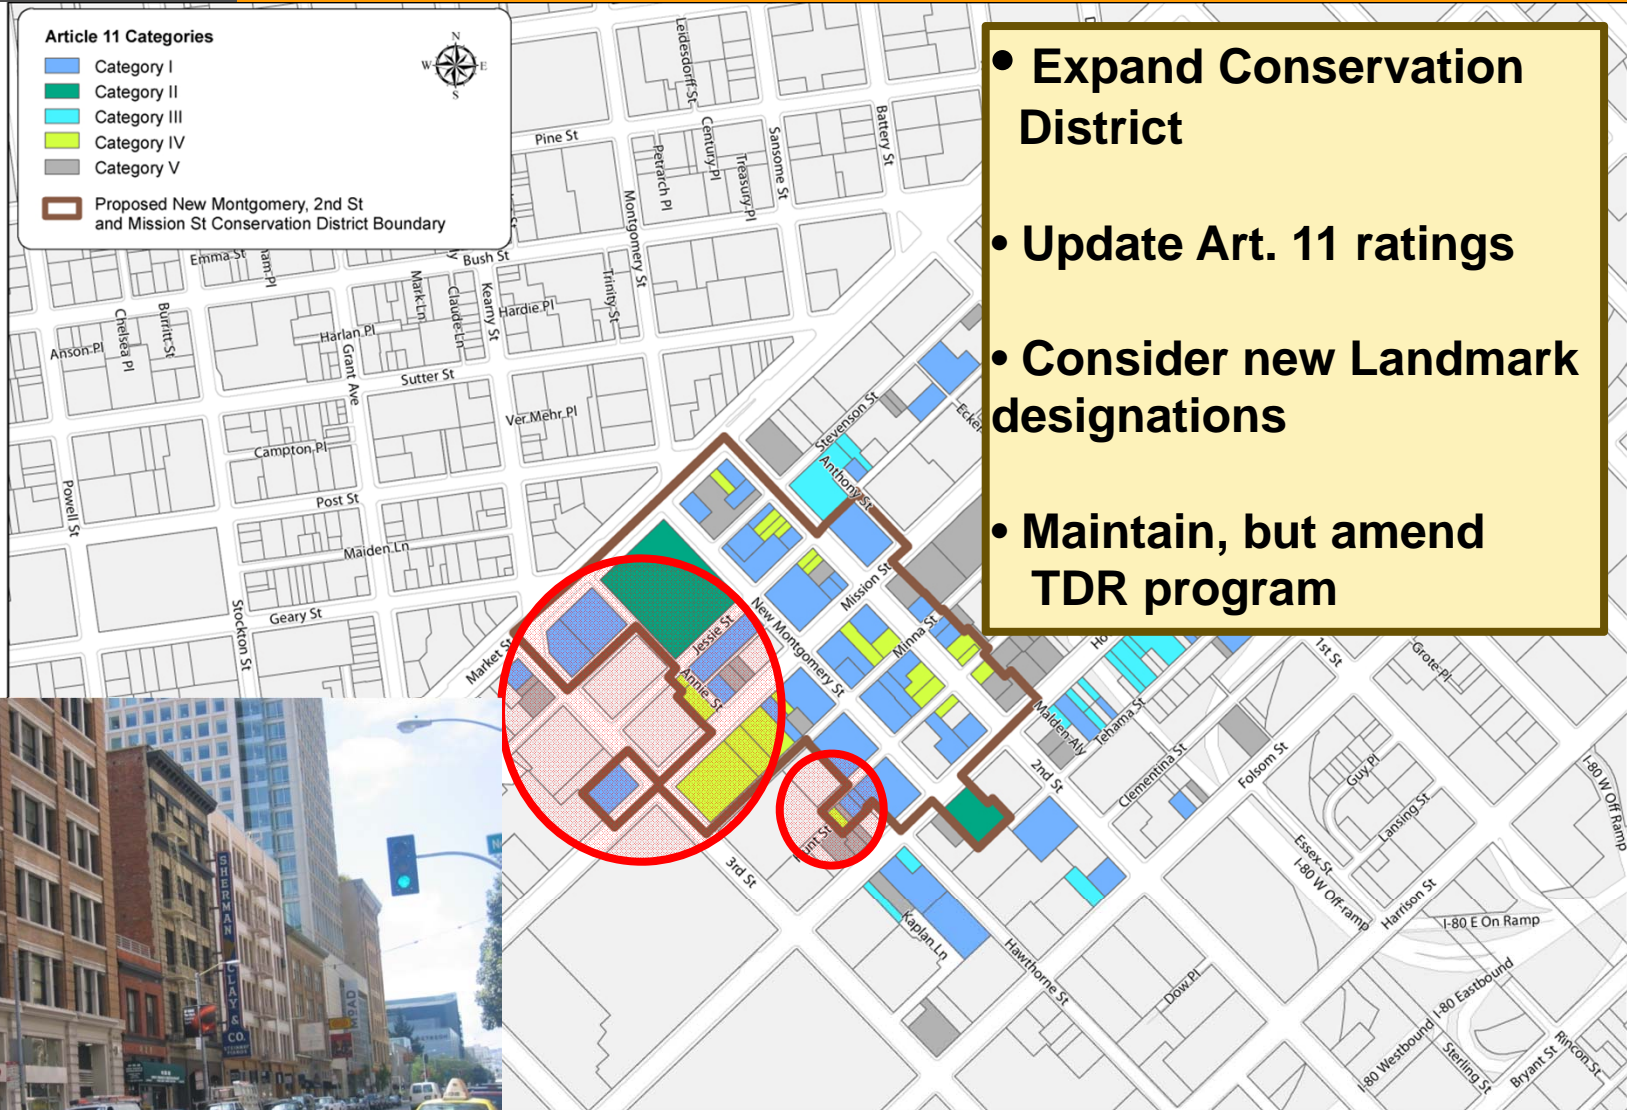 Article 11 Categories
Category I
Category II
Category III
Category IV
Category V
Proposed New Montgomery, 2nd St
and Mission St Conservation District Boundary
N
W
E
S
• Expand Conservation
District
• Update Art. 11 ratings
• Consider new Landmark
designations
• Maintain, but amend
TDR program
Leidesdorff St
Pine St
Petrarch Pl
Century Pl
Treasury Pl
Sansome St
Battery St
Montgomery St
Emma St
Bush St
Mark Ln
Claude Ln
Kearny St
Hardie Pl
Trinity St
Chelsea Pl
Burritt St
Anson Pl
Harlan Pl
Grant Ave
Sutter St
Ver Mehr Pl
Campton Pl
Post St
Powell St
Maiden Ln
Geary St
Stockton St
Market St
Stevenson St
Anthony St
Mission St
Minna St
New Montgomery St
Jessie St
Annie St
Malden Aly
Tehama St
1st St
Grote Pl
2nd St
Clementina St
Folsom St
Guy Pl
Lansing St
Essex St
I-80 W Off-ramp
I-80 W Off Ramp
Harrison St
I-80 E On Ramp
3rd St
Kaplan Ln
Hawthorne St
Dow Pl
I-80 Eastbound
I-80 Westbound
Sterling St
Bryant St
Rincon St
SHERMAN
CLAY
&
CO.
MoAD